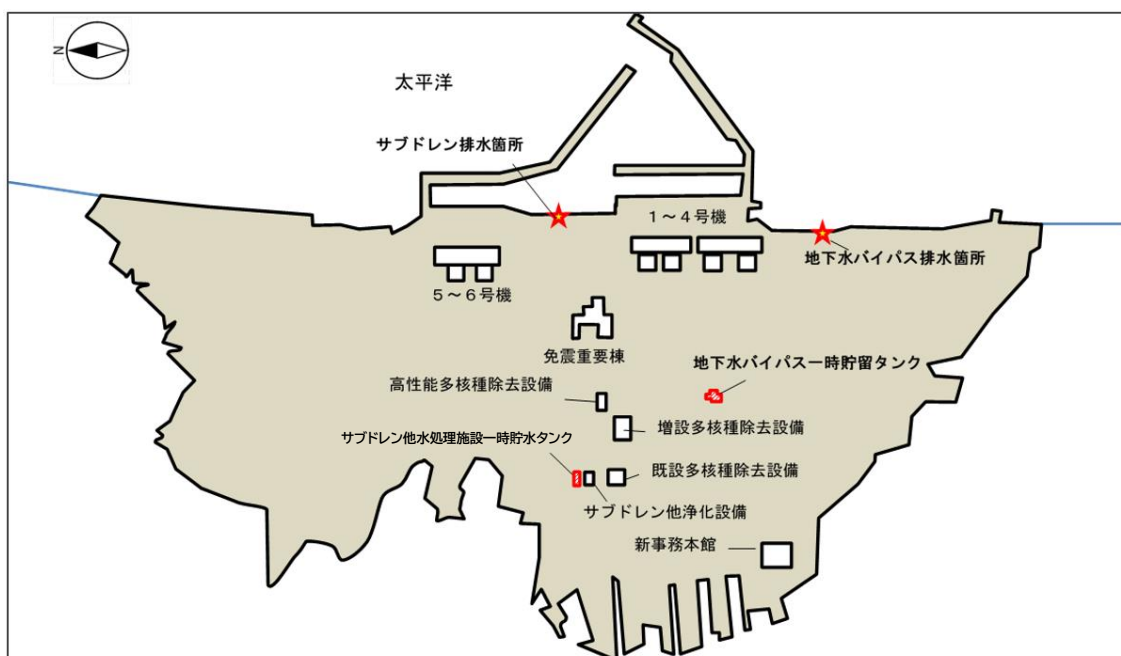 N
太平洋
サブドレン排水箇所
１～４号機
地下水バイパス排水箇所
５～６号機
免震重要棟
地下水バイパス一時貯留タンク
高性能多核種除去設備
増設多核種除去設備
サブドレン他水処理施設一時貯水タンク
既設多核種除去設備
サブドレン他浄化設備
新事務本館